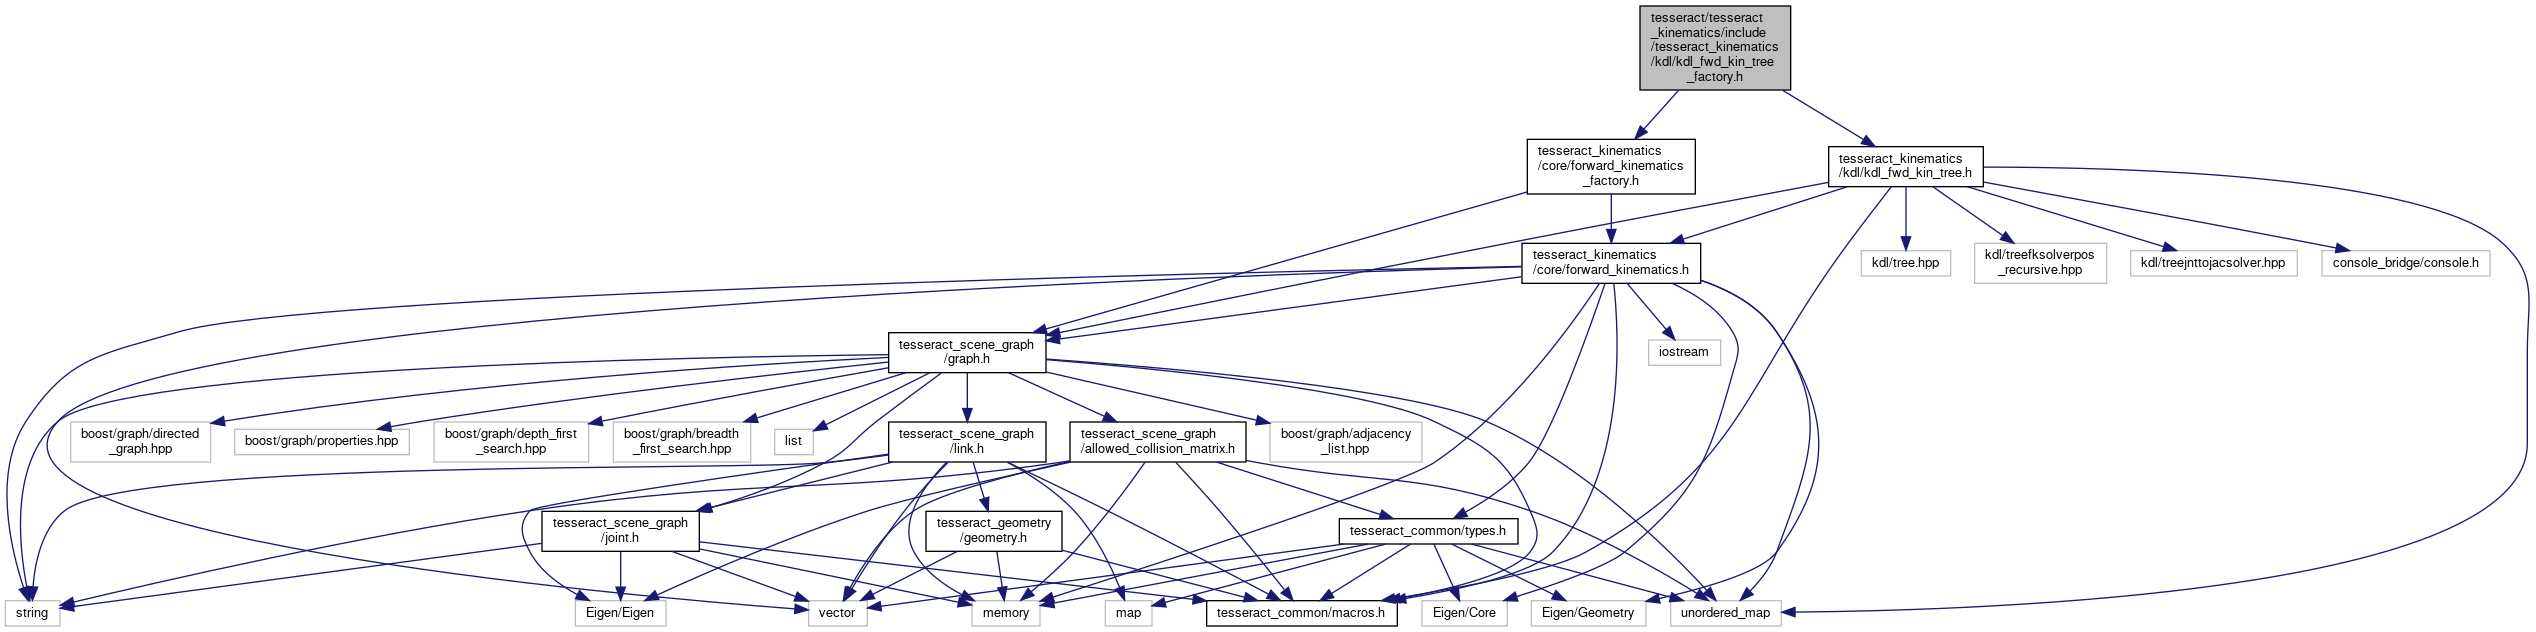 tesseract/tesseract
_kinematics/include
/tesseract_kinematics
/kdl/kdl_fwd_kin_tree
_factory.h
tesseract_kinematics
/core/forward_kinematics
_factory.h
tesseract_kinematics
/kdl/kdl_fwd_kin_tree.h
tesseract_kinematics
/core/forward_kinematics.h
kdl/tree.hpp
kdl/treefksolverpos
_recursive.hpp
kdl/treejnttojacsolver.hpp
console_bridge/console.h
tesseract_scene_graph
/graph.h
iostream
boost/graph/directed
_graph.hpp
boost/graph/properties.hpp
boost/graph/depth_first
_search.hpp
boost/graph/breadth
_first_search.hpp
list
tesseract_scene_graph
/link.h
tesseract_scene_graph
/allowed_collision_matrix.h
boost/graph/adjacency
_list.hpp
tesseract_scene_graph
/joint.h
tesseract_geometry
/geometry.h
tesseract_common/types.h
string
Eigen/Eigen
vector
memory
map
tesseract_common/macros.h
Eigen/Core
Eigen/Geometry
unordered_map